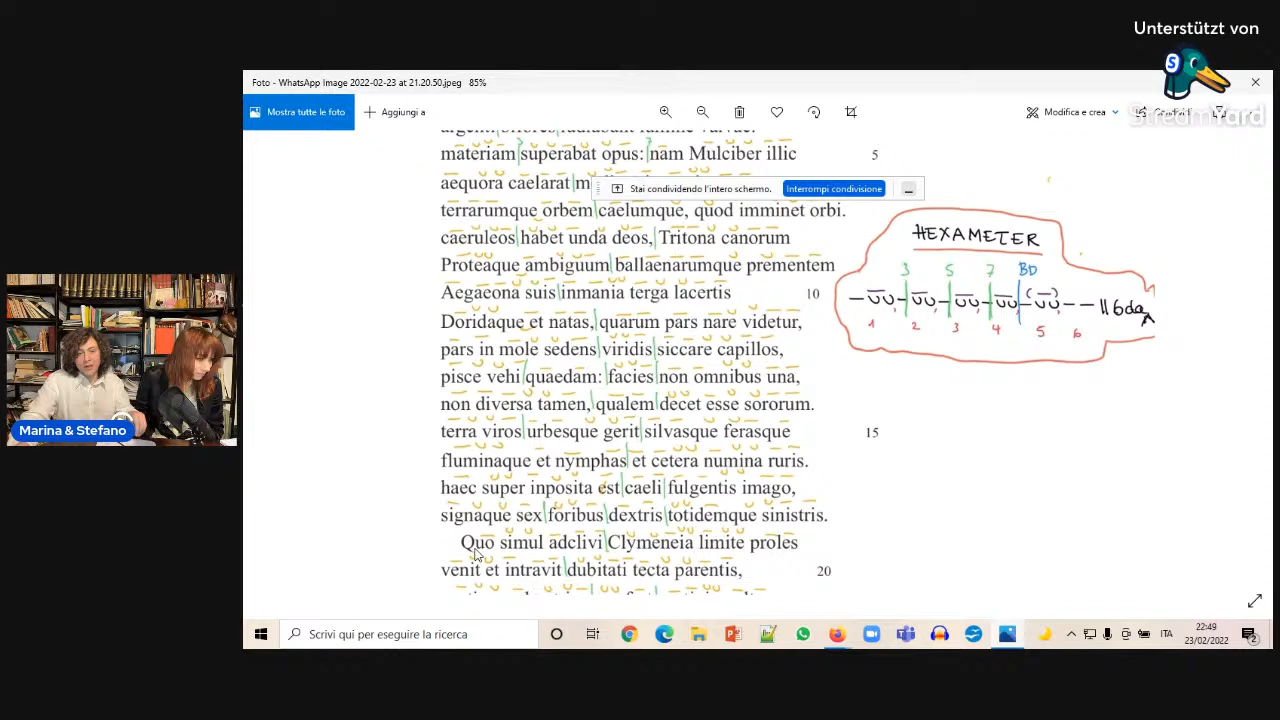 Unterstützt von
StreamYard
Foto - WhatsApp Image 2022-02-23 at 21.20.50.jpeg 85%
Mostra tutte le foto
Aggiungi a
Modifica e crea
materiam superabat opus: nam Mulciber illic 5
aequora caelarat
Stai condividendo l'intero schermo.
Interrompi condivisione
terrarumque orbem caelumque, quod imminet orbi.
caeruleos habet unda deos, Tritona canorum
Proteaque ambiguum ballaenarumque prementem
Aegaeona suis inmania terga lacertis 10
Doridaque et natas, quarum pars nare videtur,
pars in mole sedens viridis siccare capillos,
pisce vehi quaedam: facies non omnibus una,
non diversa tamen, qualem decet esse sororum.
terra viros urbesque gerit silvasque ferasque 15
fluminaque et nymphas et cetera numina ruris.
haec super inposita est caeli fulgentis imago,
signaque sex foribus dextris totidemque sinistris.
Quo simul adclivi Clymeneia limite proles
venit et intravit dubitati tecta parentis, 20
HEXAMETER
3 5 7 BD
1 2 3 4 5 6
Marina & Stefano
Scrivi qui per eseguire la ricerca
ITA
22:49
23/02/2022
2